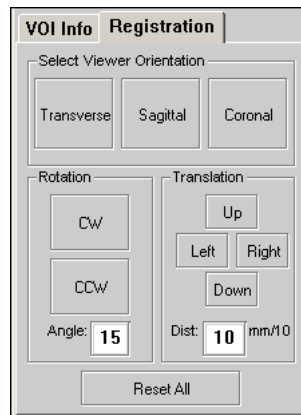 VOI Info Registration
Select Viewer Orientation
Transverse Sagittal Coronal
Rotation
CW
CCW
Angle: 15
Translation
Up
Left Right
Down
Dist: 10 mm/10
Reset All